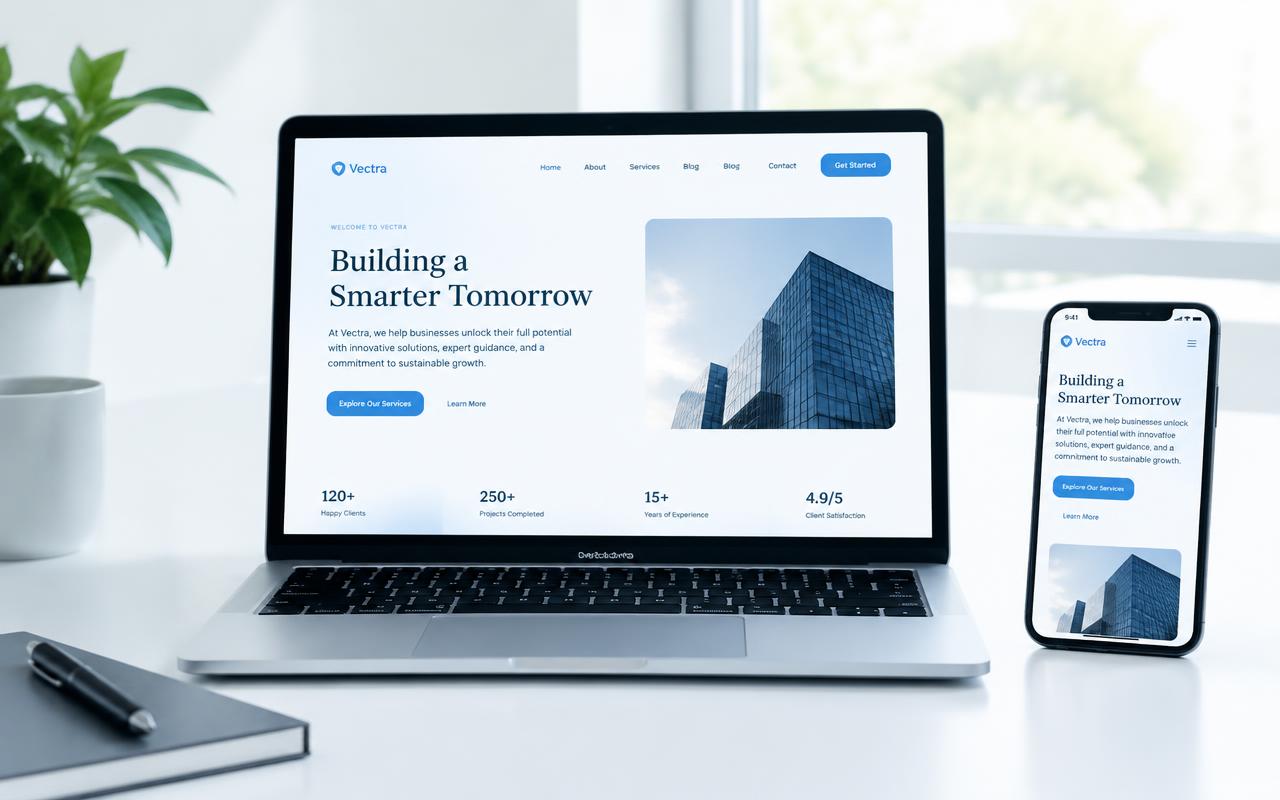 Vectra
Home About Services Blog Blog Contact Get Started
WELCOME TO VECTRA
Building a
Smarter Tomorrow
At Vectra, we help businesses unlock their full potential
with innovative solutions, expert guidance, and a
commitment to sustainable growth.
Explore Our Services Learn More
120+ 250+ 15+ 4.9/5
Happy Clients Projects Completed Years of Experience Client Satisfaction
9:41
Vectra
Building a
Smarter Tomorrow
At Vectra, we help businesses unlock
their full potential with innovative
solutions, expert guidance, and a
commitment to sustainable growth.
Explore Our Services
Learn More